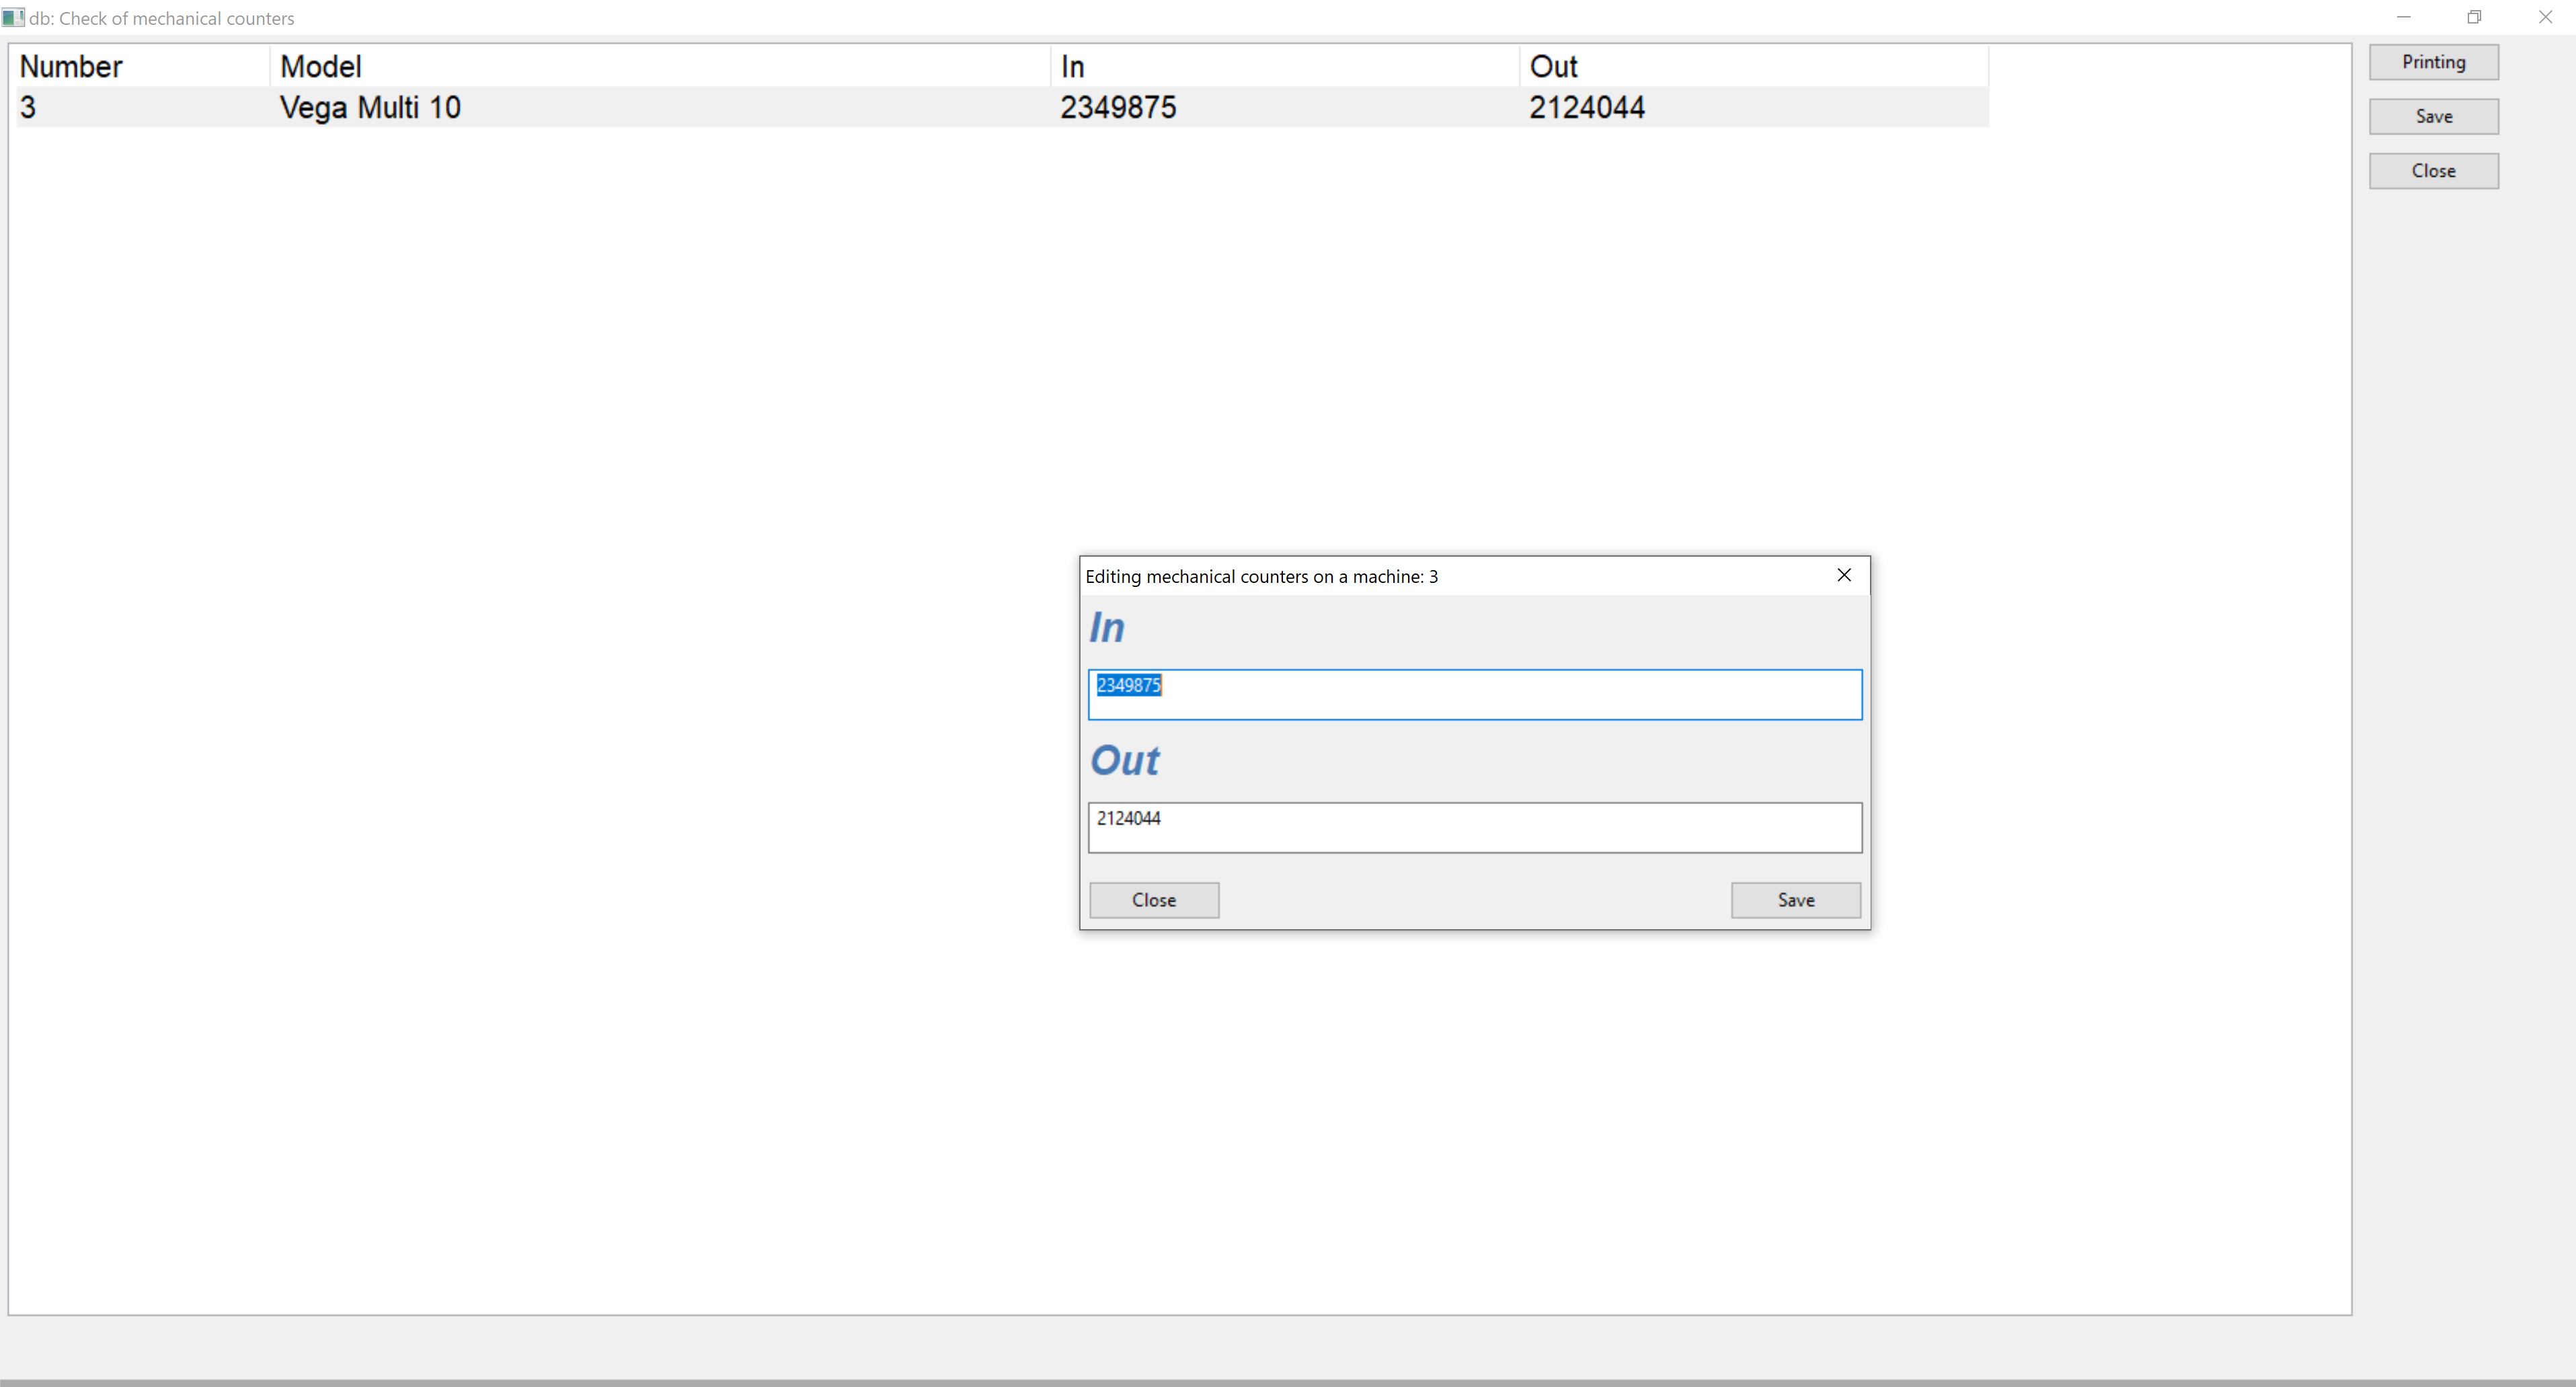 db: Check of mechanical counters
Number Model In Out
3 Vega Multi 10 2349875 2124044
Printing
Save
Close
Editing mechanical counters on a machine: 3
In
2349875
Out
2124044
Close Save